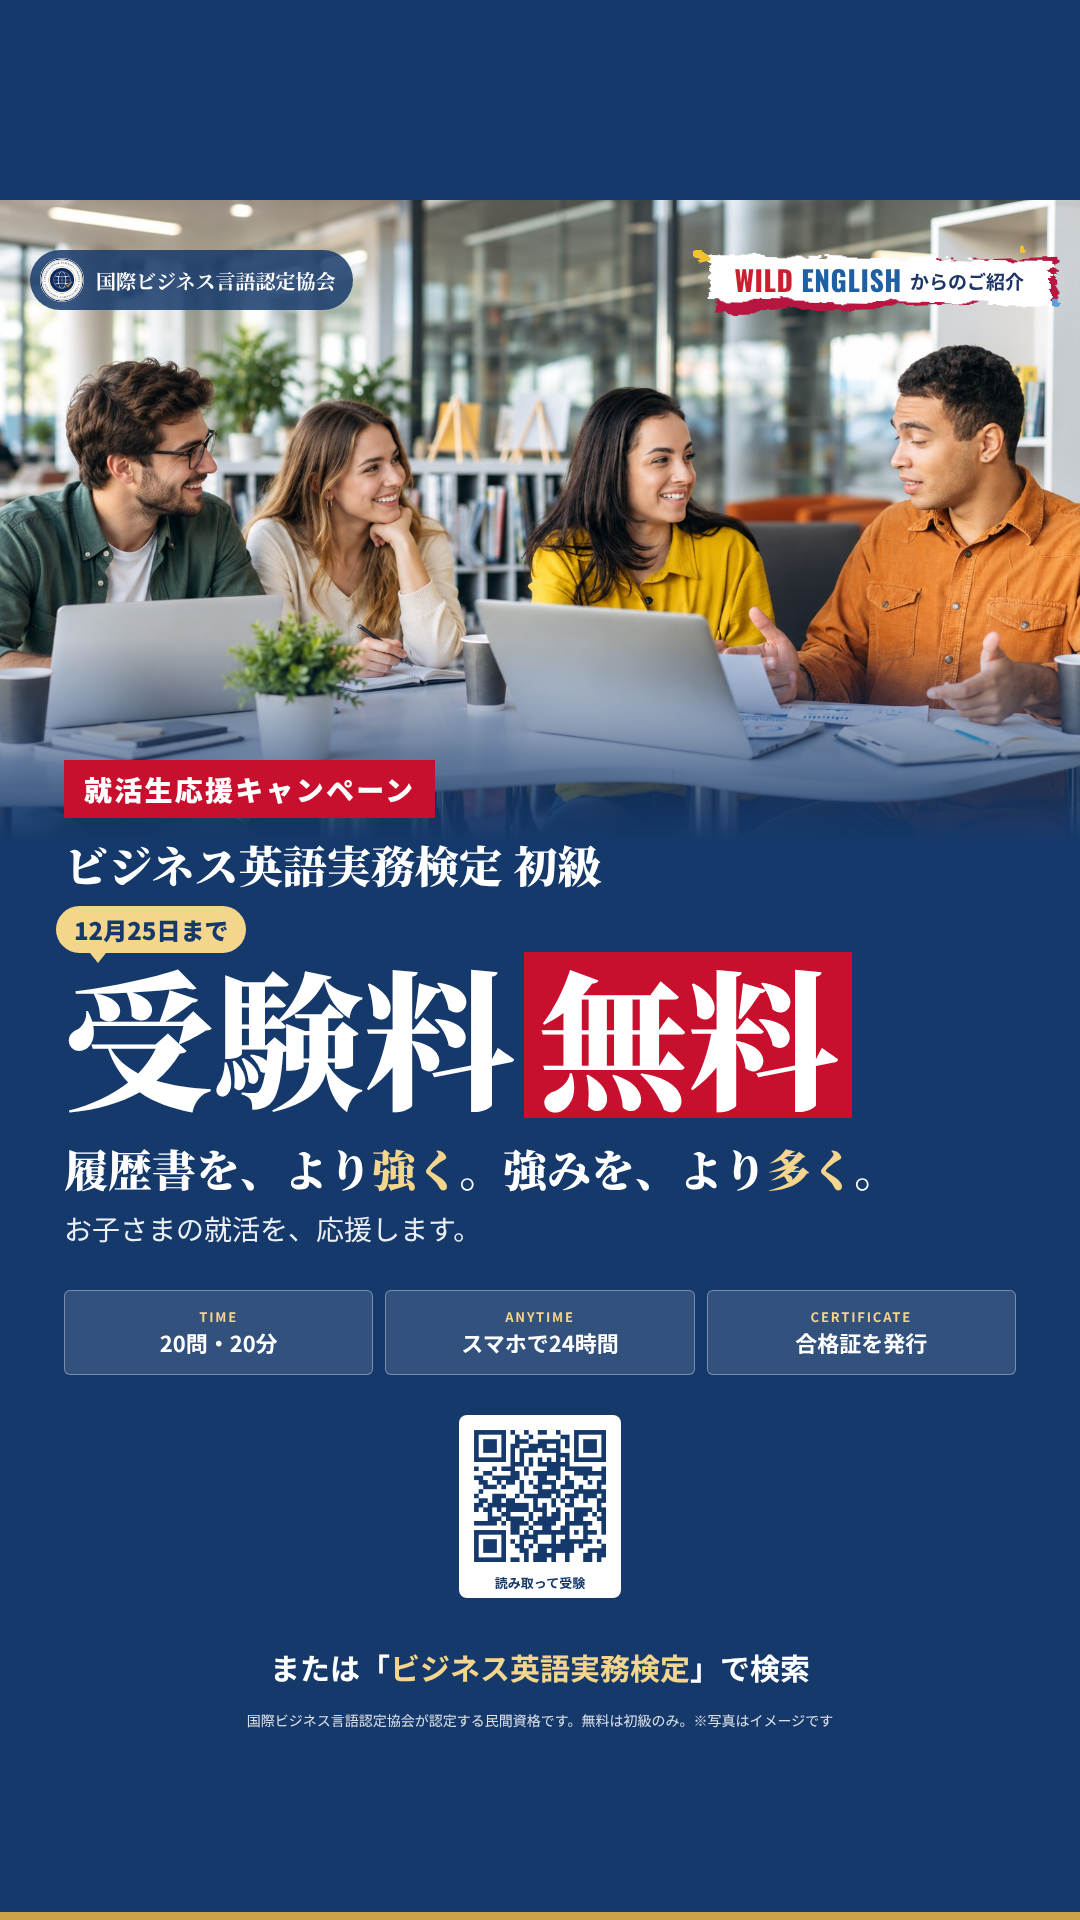 国際ビジネス言語認定協会
WILD ENGLISH からのご紹介
就活生応援キャンペーン
ビジネス英語実務検定 初級
12月25日まで
受験料 無料
履歴書を、より強く。強みを、より多く。
お子さまの就活を、応援します。
TIME
20問・20分
ANYTIME
スマホで24時間
CERTIFICATE
合格証を発行
読み取って受験
または「ビジネス英語実務検定」で検索
国際ビジネス言語認定協会が認定する民間資格です。無料は初級のみ。※写真はイメージです